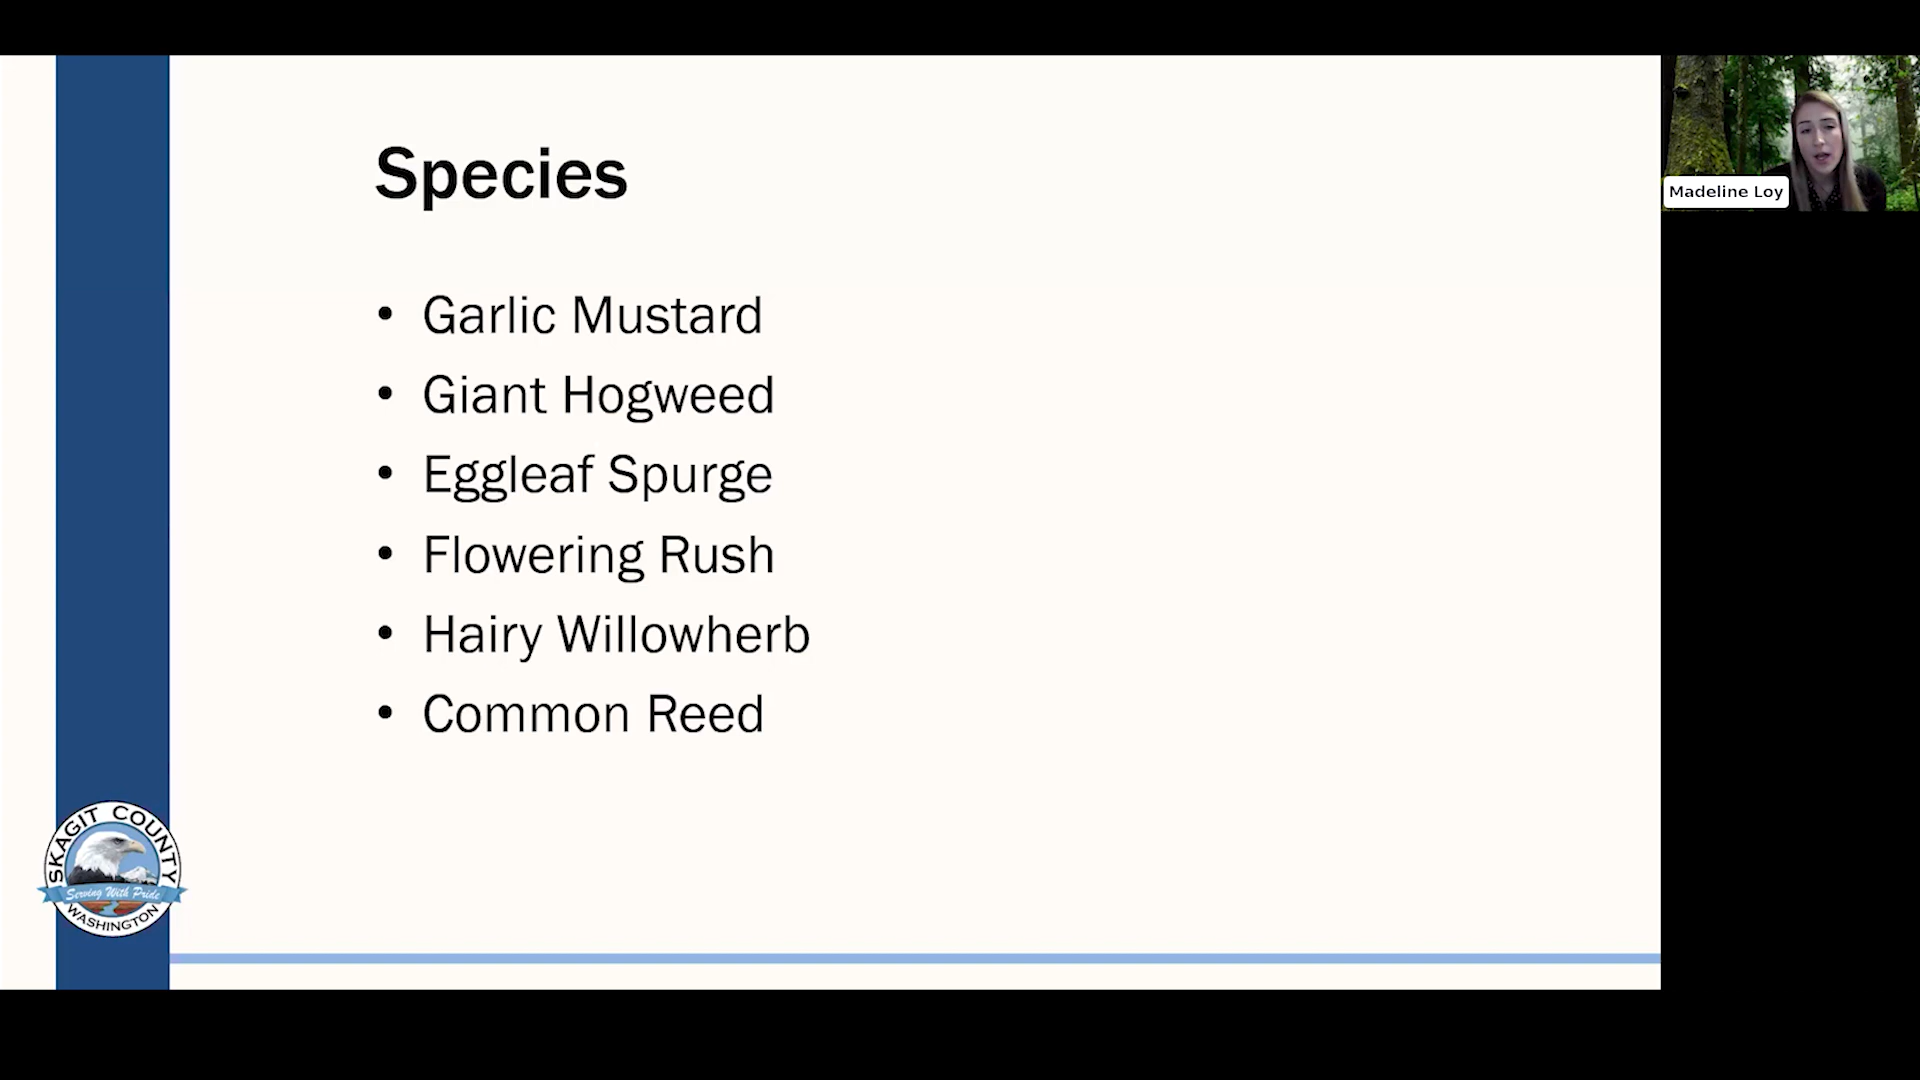 Species
• Garlic Mustard
• Giant Hogweed
• Eggleaf Spurge
• Flowering Rush
• Hairy Willowherb
• Common Reed
SKAGIT COUNTY
Serving With Pride
WASHINGTON
Madeline Loy